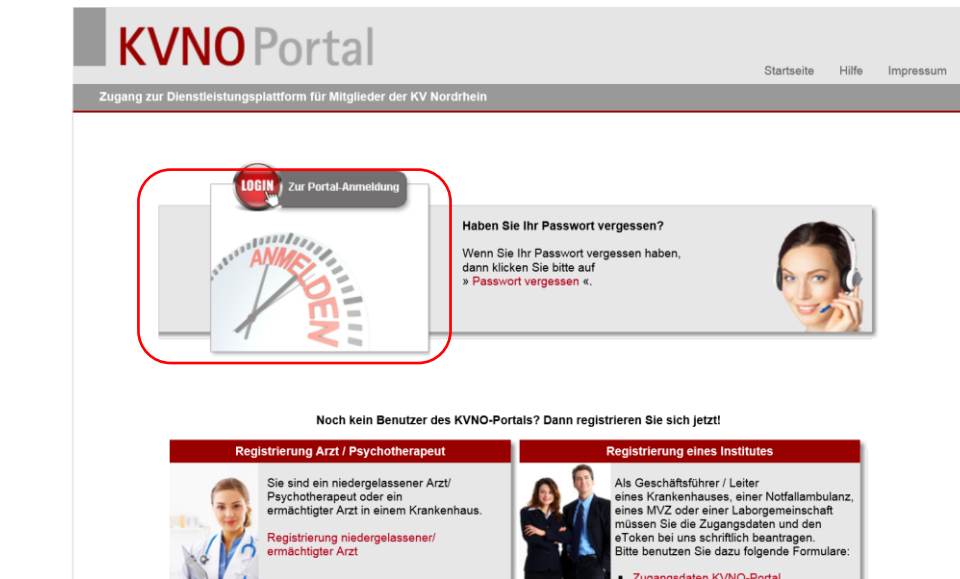 KVNO Portal
Startseite Hilfe Impressum
Zugang zur Dienstleistungsplattform für Mitglieder der KV Nordrhein
LOGIN Zur Portal-Anmeldung
ANMELDEN
Haben Sie Ihr Passwort vergessen?
Wenn Sie Ihr Passwort vergessen haben,
dann klicken Sie bitte auf
» Passwort vergessen «.
Noch kein Benutzer des KVNO-Portals? Dann registrieren Sie sich jetzt!
Registrierung Arzt / Psychotherapeut
Sie sind ein niedergelassener Arzt/
Psychotherapeut oder ein
ermächtigter Arzt in einem Krankenhaus.
Registrierung niedergelassener/
ermächtigter Arzt
Registrierung eines Institutes
Als Geschäftsführer / Leiter
eines Krankenhauses, einer Notfallambulanz,
eines MVZ oder einer Laborgemeinschaft
müssen Sie die Zugangsdaten und den
eToken bei uns schriftlich beantragen.
Bitte benutzen Sie dazu folgende Formulare:
▪ Zugangsdaten KVNO-Portal